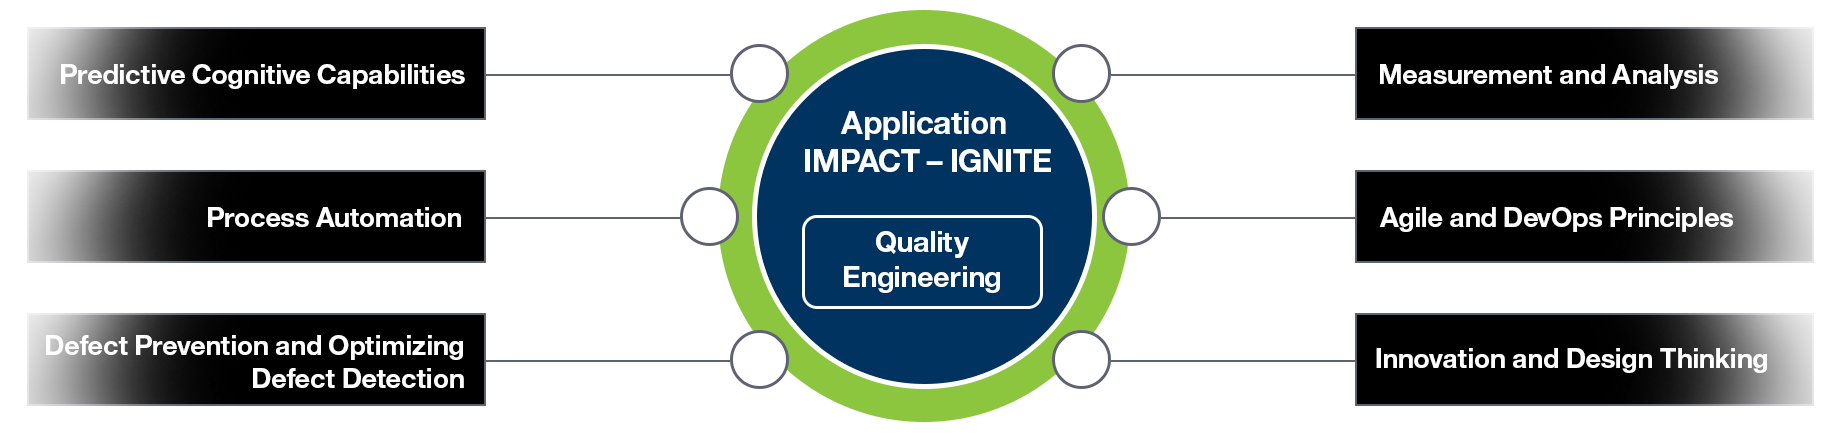 Predictive Cognitive Capabilities
Process Automation
Defect Prevention and Optimizing
Defect Detection
Application
IMPACT – IGNITE
Quality
Engineering
Measurement and Analysis
Agile and DevOps Principles
Innovation and Design Thinking